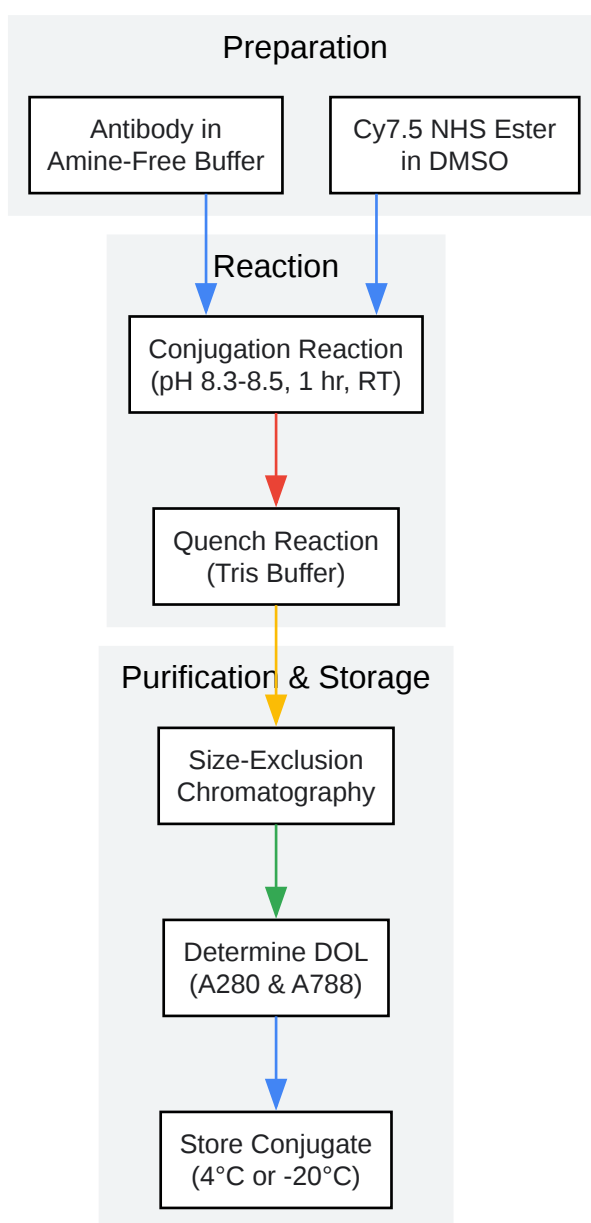 Preparation
Antibody in
Amine-Free Buffer
Cy7.5 NHS Ester
in DMSO
Reaction
Conjugation Reaction
(pH 8.3-8.5, 1 hr, RT)
Quench Reaction
(Tris Buffer)
Purification & Storage
Size-Exclusion
Chromatography
Determine DOL
(A280 & A788)
Store Conjugate
(4°C or -20°C)